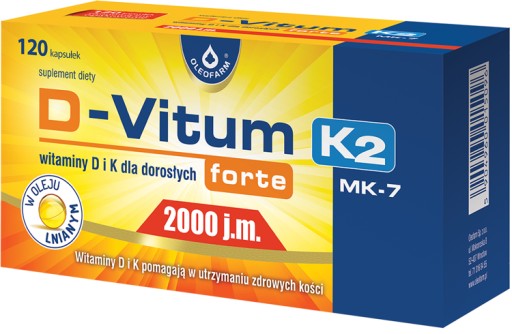 120 kapsułek
suplement diety
OLEOFARM
D-Vitum
forte
K2
MK-7
witaminy D i K dla dorosłych
W OLEJU
LNIANYM
2000 j.m.
Witaminy D i K pomagają w utrzymaniu zdrowych kości